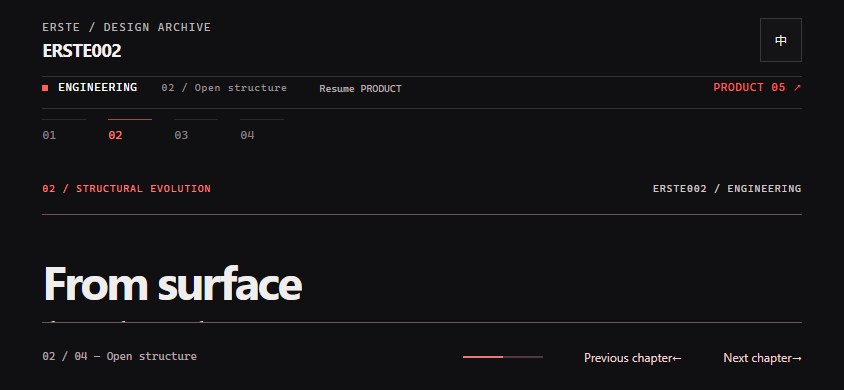 ERSTE / DESIGN ARCHIVE
ERSTE002
中
ENGINEERING 02 / Open structure Resume PRODUCT PRODUCT 05 ↗
01 02 03 04
02 / STRUCTURAL EVOLUTION ERSTE002 / ENGINEERING
From surface
02 / 04 — Open structure Previous chapter← Next chapter→